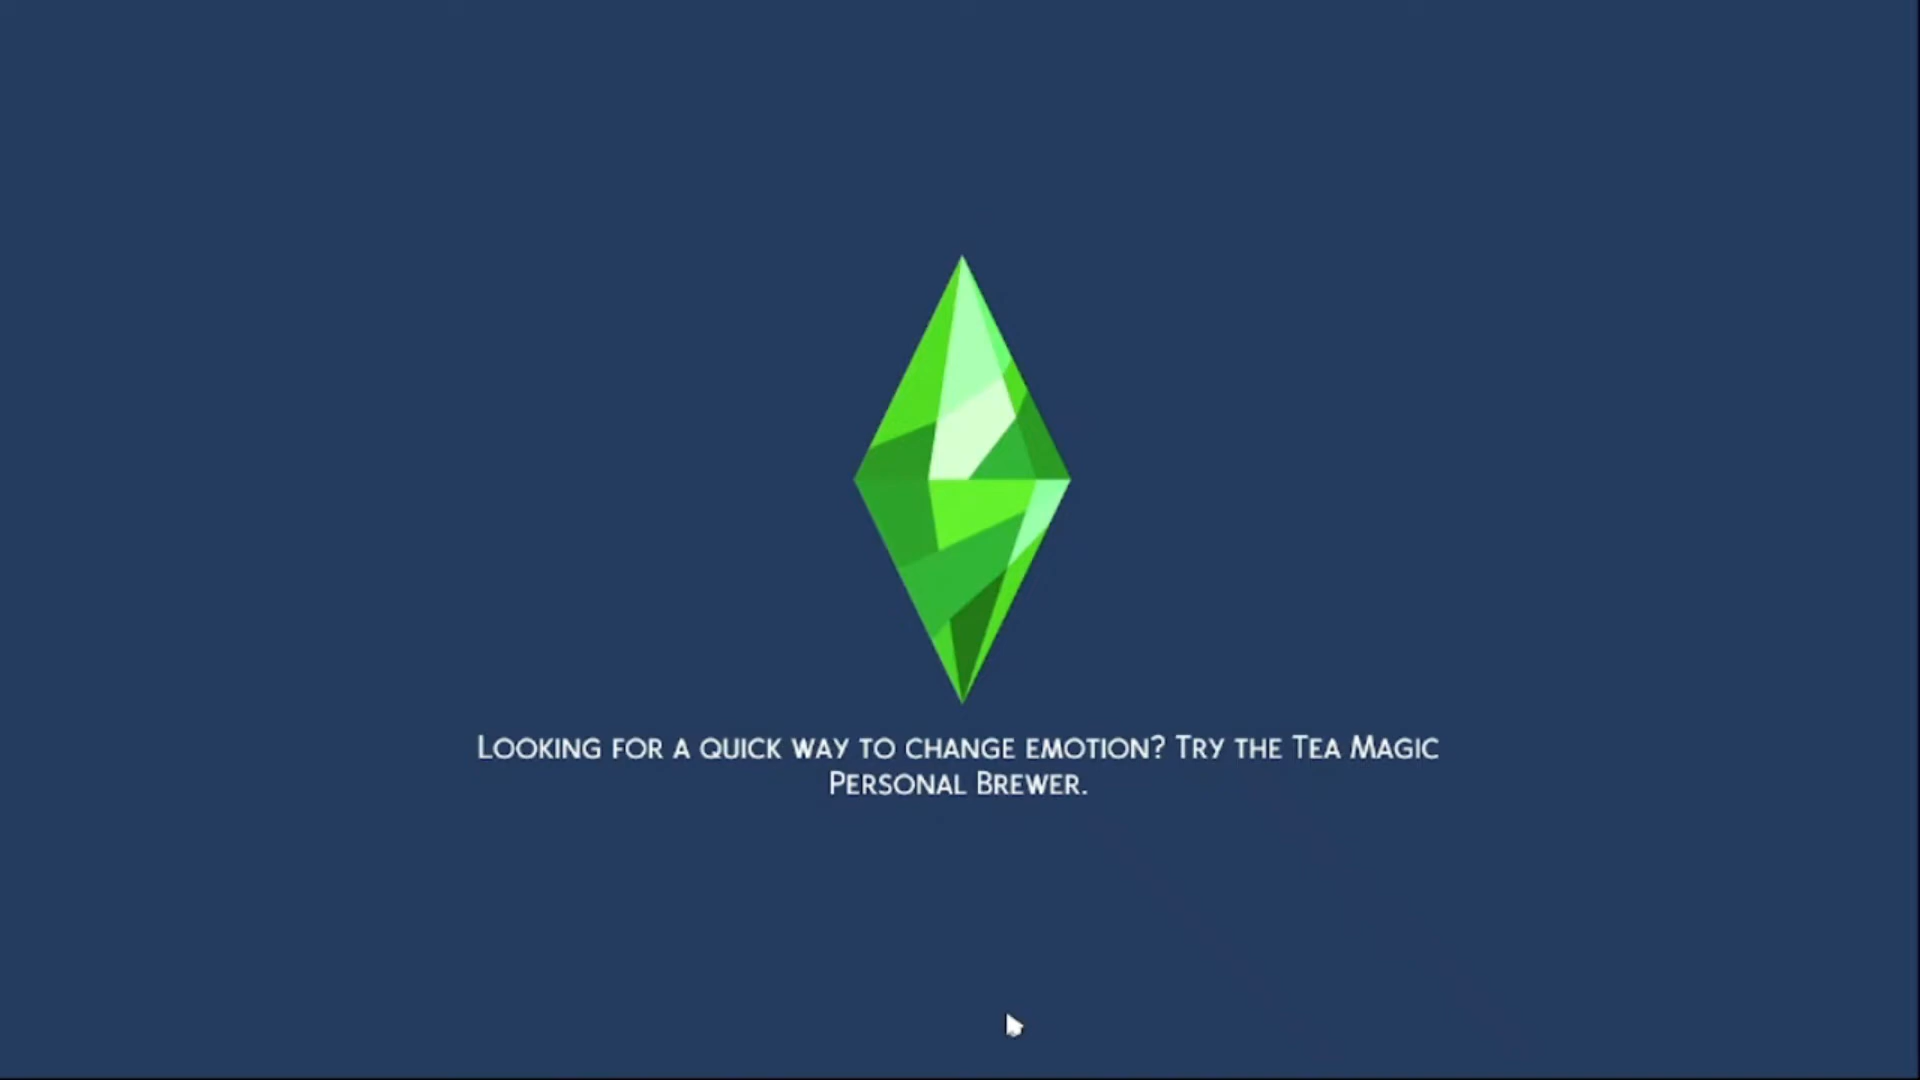 Looking for a quick way to change emotion? Try the Tea Magic
Personal Brewer.